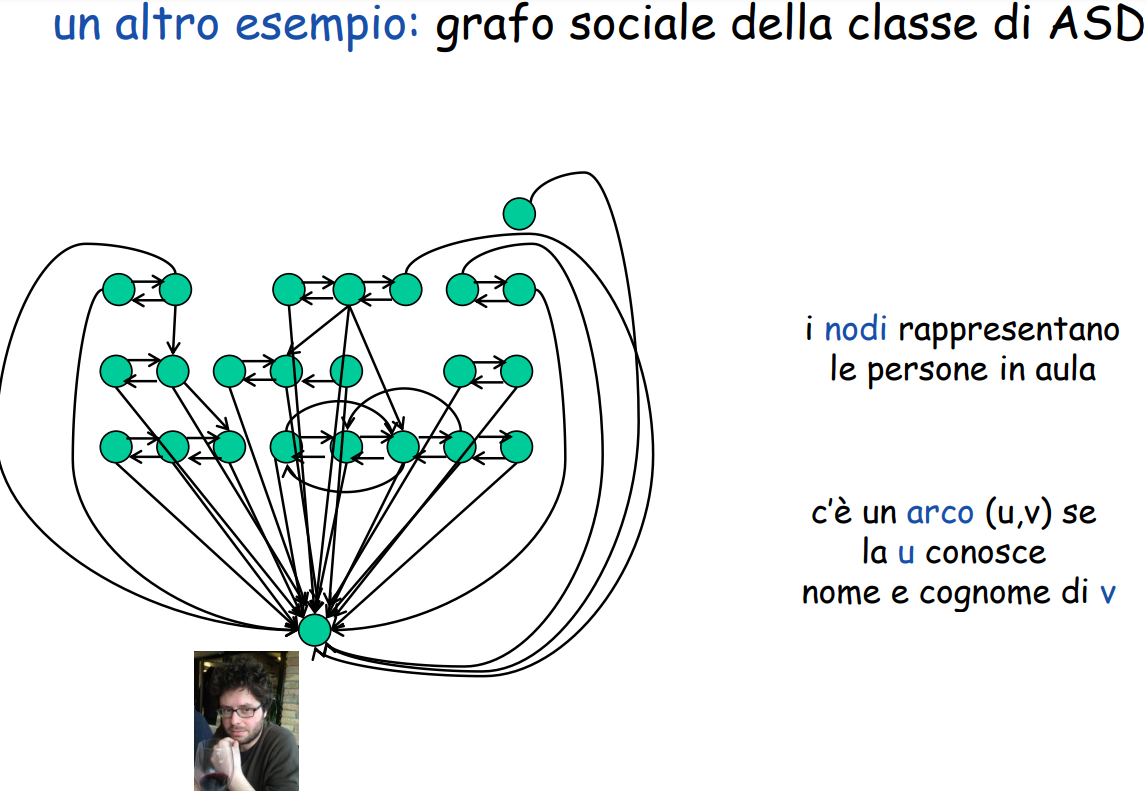 un altro esempio: grafo sociale della classe di ASD
i nodi rappresentano
le persone in aula
c'è un arco (u,v) se
la u conosce
nome e cognome di v